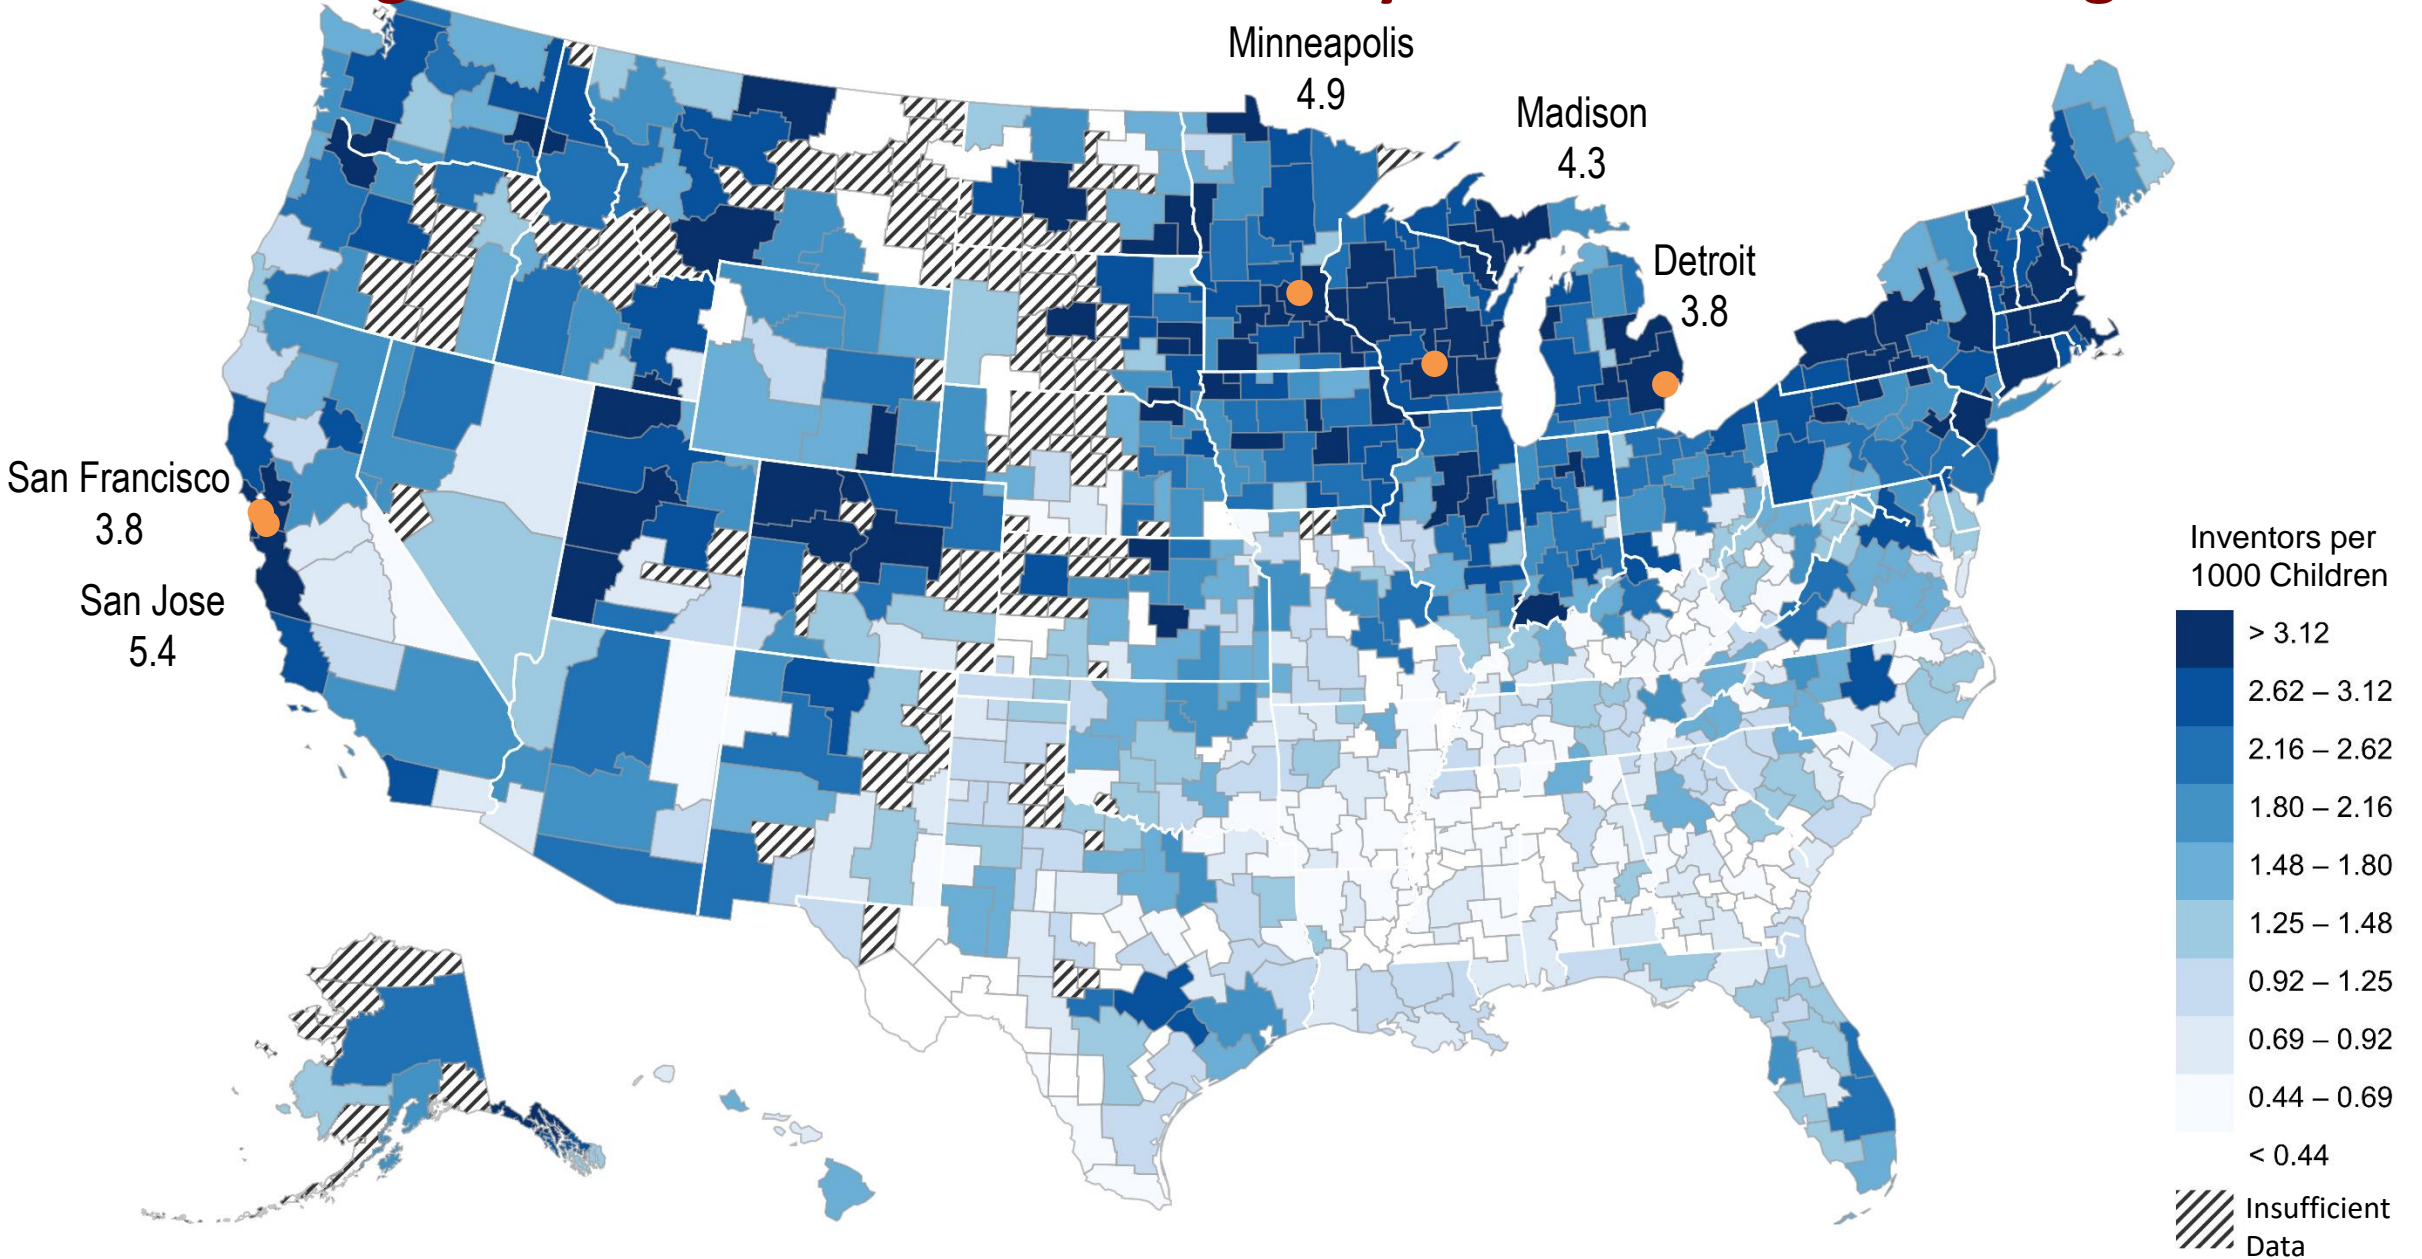 Minneapolis
4.9
Madison
4.3
Detroit
3.8
San Francisco
3.8
San Jose
5.4
Inventors per
1000 Children
> 3.12
2.62 – 3.12
2.16 – 2.62
1.80 – 2.16
1.48 – 1.80
1.25 – 1.48
0.92 – 1.25
0.69 – 0.92
0.44 – 0.69
< 0.44
Insufficient
Data